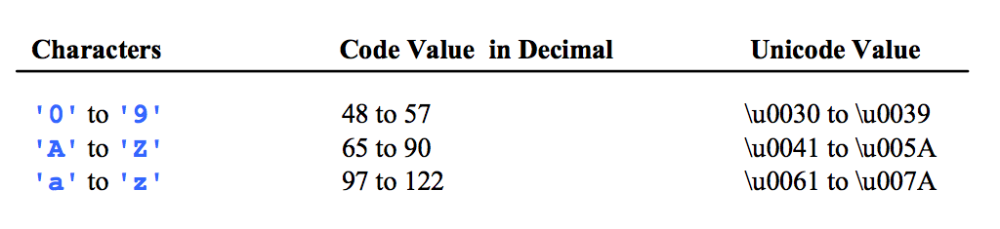 Characters Code Value in Decimal Unicode Value
'0' to '9' 48 to 57 \u0030 to \u0039
'A' to 'Z' 65 to 90 \u0041 to \u005A
'a' to 'z' 97 to 122 \u0061 to \u007A